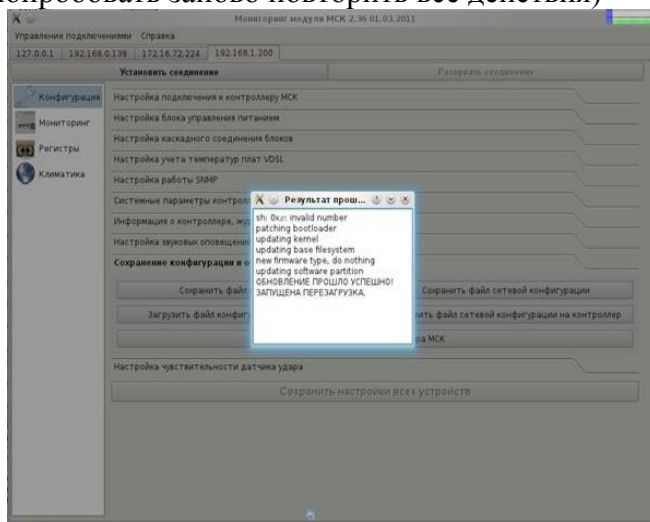 попробовать заново повторить все действия)
Мониторинг модуля МСК 2.36 01.03.2011
Управление подключениями Справка
127.0.0.1 192.168.0.138 172.16.72.224 192.168.1.200
Установить соединение Разорвать соединение
Конфигурация
Мониторинг
Регистры
Климатика
Настройка подключения к контроллеру МСК
Настройка блока управления питанием
Настройка каскадного соединения блоков
Настройка учета температур плат VDSL
Настройка работы SNMP
Системные параметры контрол
Информация о контроллере, жур
Настройка звуковых оповещени
Сохранение конфигурации и о
Сохранить файл Сохранить файл сетевой конфигурации
Загрузить файл конфигу ить файл сетевой конфигурации на контроллер
ра МСК
Настройка чувствительности датчика удара
Сохранить настройки всех устройств
Результат прош...
sh: invalid number
patching bootloader
updating kernel
updating base filesystem
new firmware type, do nothing
updating software partition
ОБНОВЛЕНИЕ ПРОШЛО УСПЕШНО!
ЗАПУЩЕНА ПЕРЕЗАГРУЗКА.